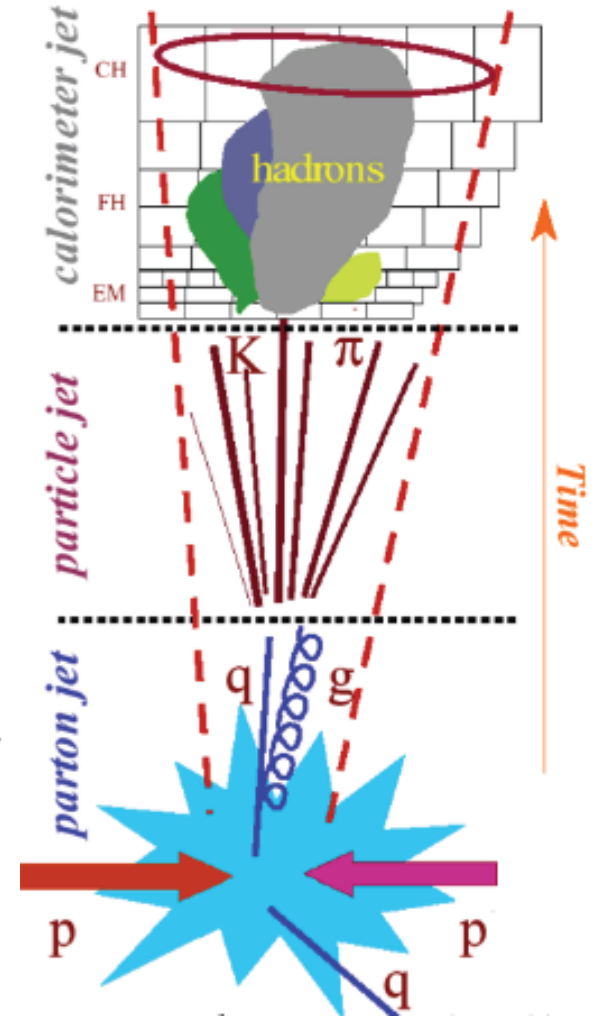 calorimeter jet
CH
hadrons
FH
EM
K
π
particle jet
Time
q
g
parton jet
p
p
q